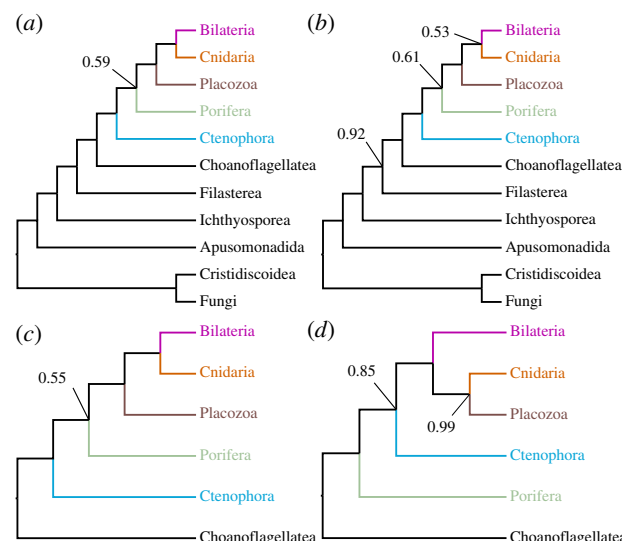 (a)
Bilateria
0.59
Cnidaria
Placozoa
Porifera
Ctenophora
Choanoflagellatea
Filasterea
Ichthyosporea
Apusomonadida
Cristidiscoidea
Fungi
(b)
0.53
Bilateria
0.61
Cnidaria
Placozoa
Porifera
0.92
Ctenophora
Choanoflagellatea
Filasterea
Ichthyosporea
Apusomonadida
Cristidiscoidea
Fungi
(c)
Bilateria
0.55
Cnidaria
Placozoa
Porifera
Ctenophora
Choanoflagellatea
(d)
Bilateria
0.85
Cnidaria
Placozoa
0.99
Ctenophora
Porifera
Choanoflagellatea